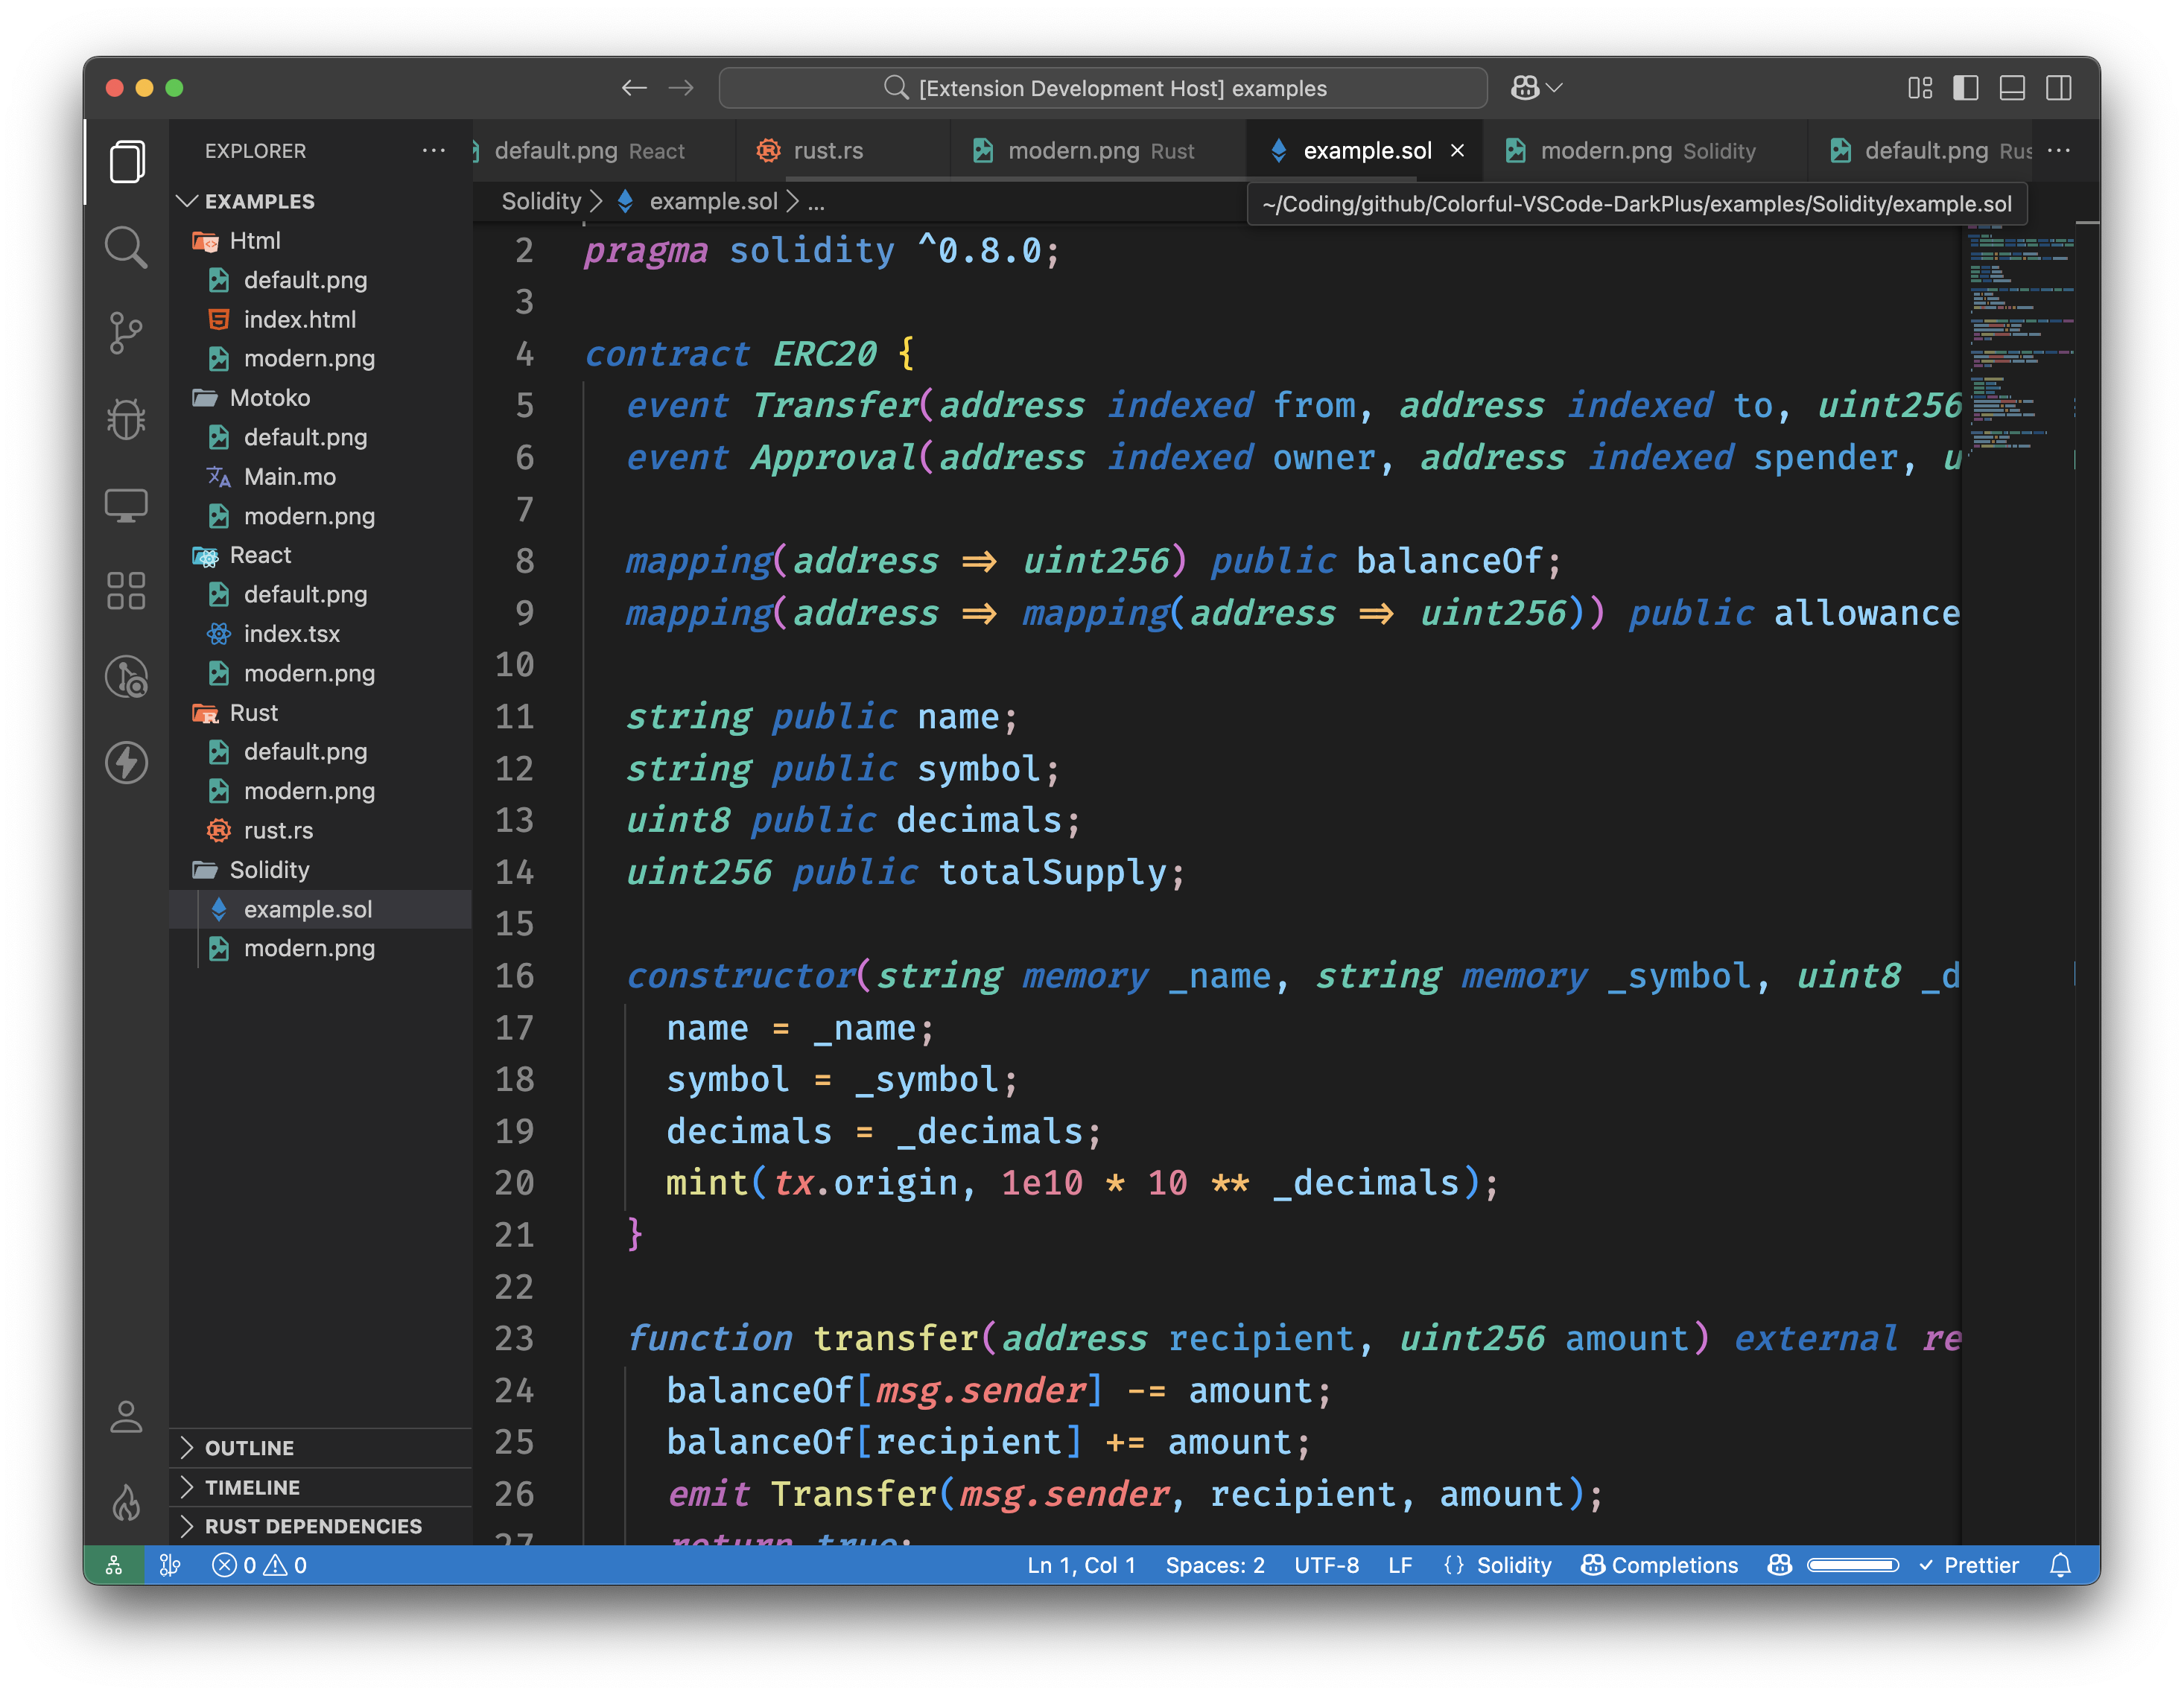 [Extension Development Host] examples
EXPLORER
EXAMPLES
Html
default.png
index.html
modern.png
Motoko
default.png
Main.mo
modern.png
React
default.png
index.tsx
modern.png
Rust
default.png
modern.png
rust.rs
Solidity
example.sol
modern.png
OUTLINE
TIMELINE
RUST DEPENDENCIES
default.png React
rust.rs
modern.png Rust
example.sol
modern.png Solidity
default.png Rus
Solidity > example.sol > ...
~/Coding/github/Colorful-VSCode-DarkPlus/examples/Solidity/example.sol
2 pragma solidity ^0.8.0;
3
4 contract ERC20 {
5 event Transfer(address indexed from, address indexed to, uint256
6 event Approval(address indexed owner, address indexed spender, u
7
8 mapping(address => uint256) public balanceOf;
9 mapping(address => mapping(address => uint256)) public allowance
10
11 string public name;
12 string public symbol;
13 uint8 public decimals;
14 uint256 public totalSupply;
15
16 constructor(string memory _name, string memory _symbol, uint8 _d
17 name = _name;
18 symbol = _symbol;
19 decimals = _decimals;
20 mint(tx.origin, 1e10 * 10 ** _decimals);
21 }
22
23 function transfer(address recipient, uint256 amount) external re
24 balanceOf[msg.sender] -= amount;
25 balanceOf[recipient] += amount;
26 emit Transfer(msg.sender, recipient, amount);
27 return true;
0 0
Ln 1, Col 1 Spaces: 2 UTF-8 LF {} Solidity Completions Prettier